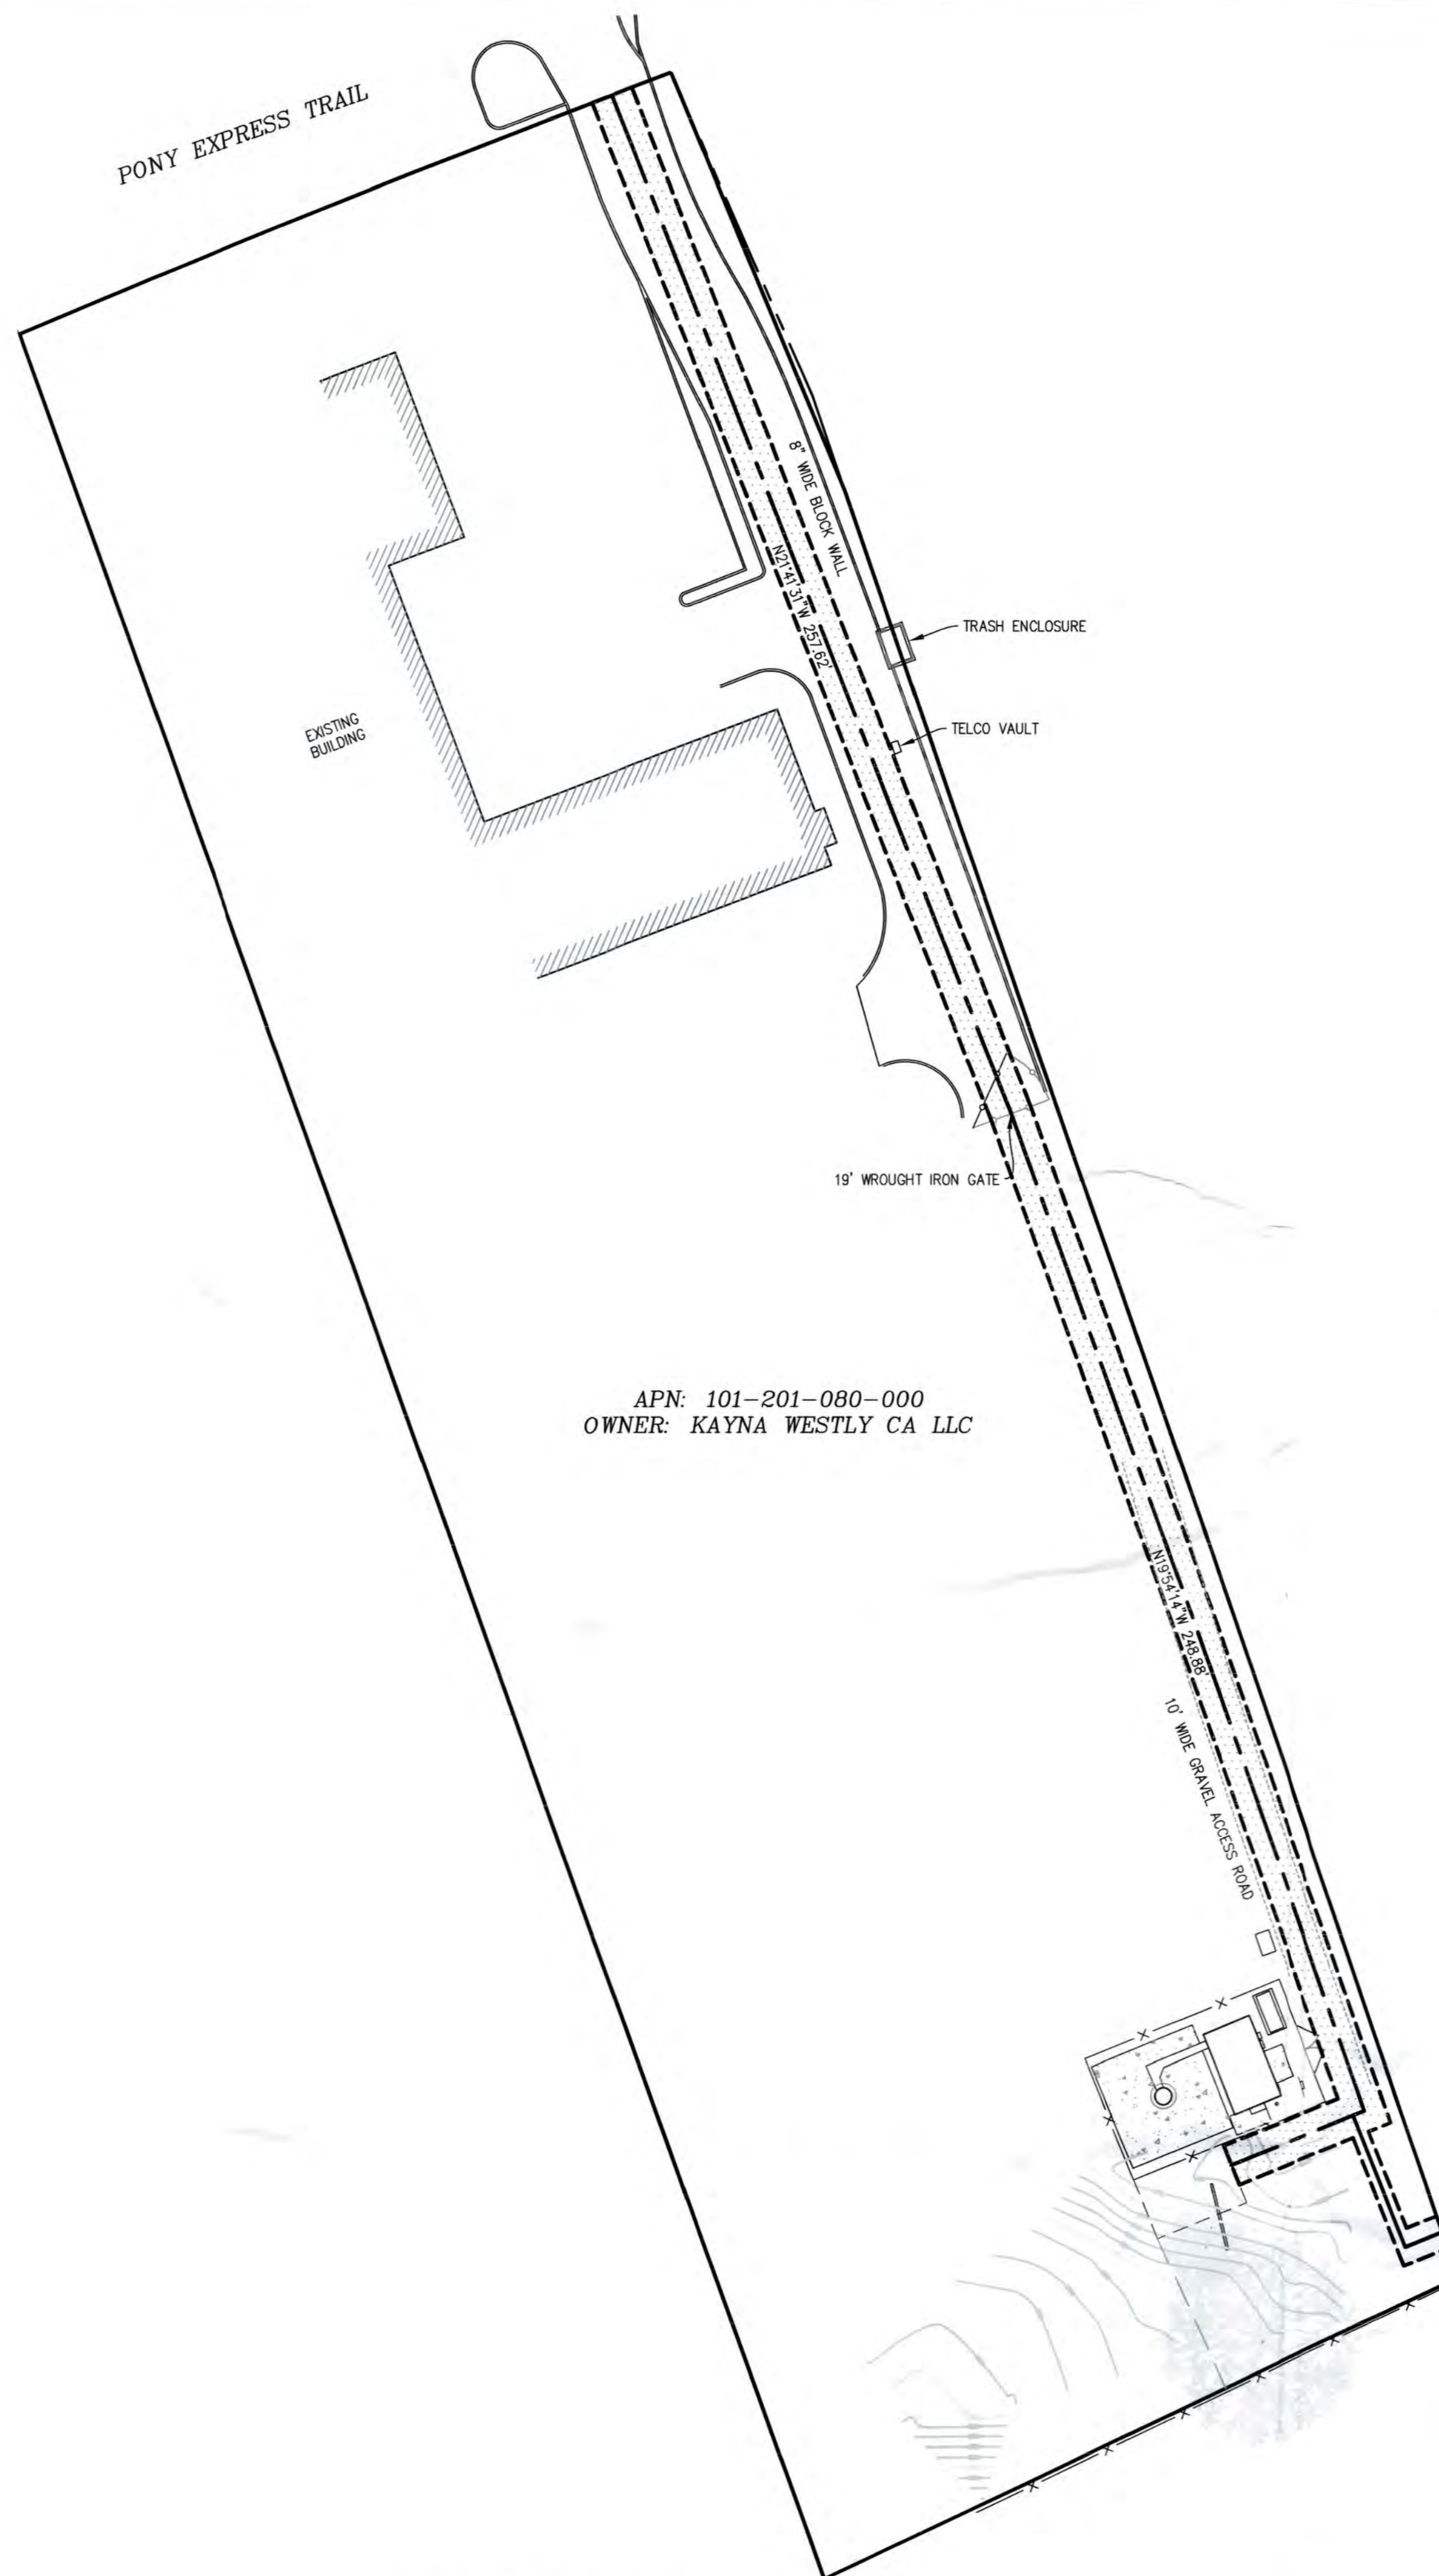 PONY EXPRESS TRAIL
8" WIDE BLOCK WALL
N21°41'31"W 257.62'
TRASH ENCLOSURE
EXISTING
BUILDING
TELCO VAULT
19' WROUGHT IRON GATE
APN: 101-201-080-000
OWNER: KAYNA WESTLY CA LLC
N19°54'14"W 248.88'
10' WIDE GRAVEL ACCESS ROAD